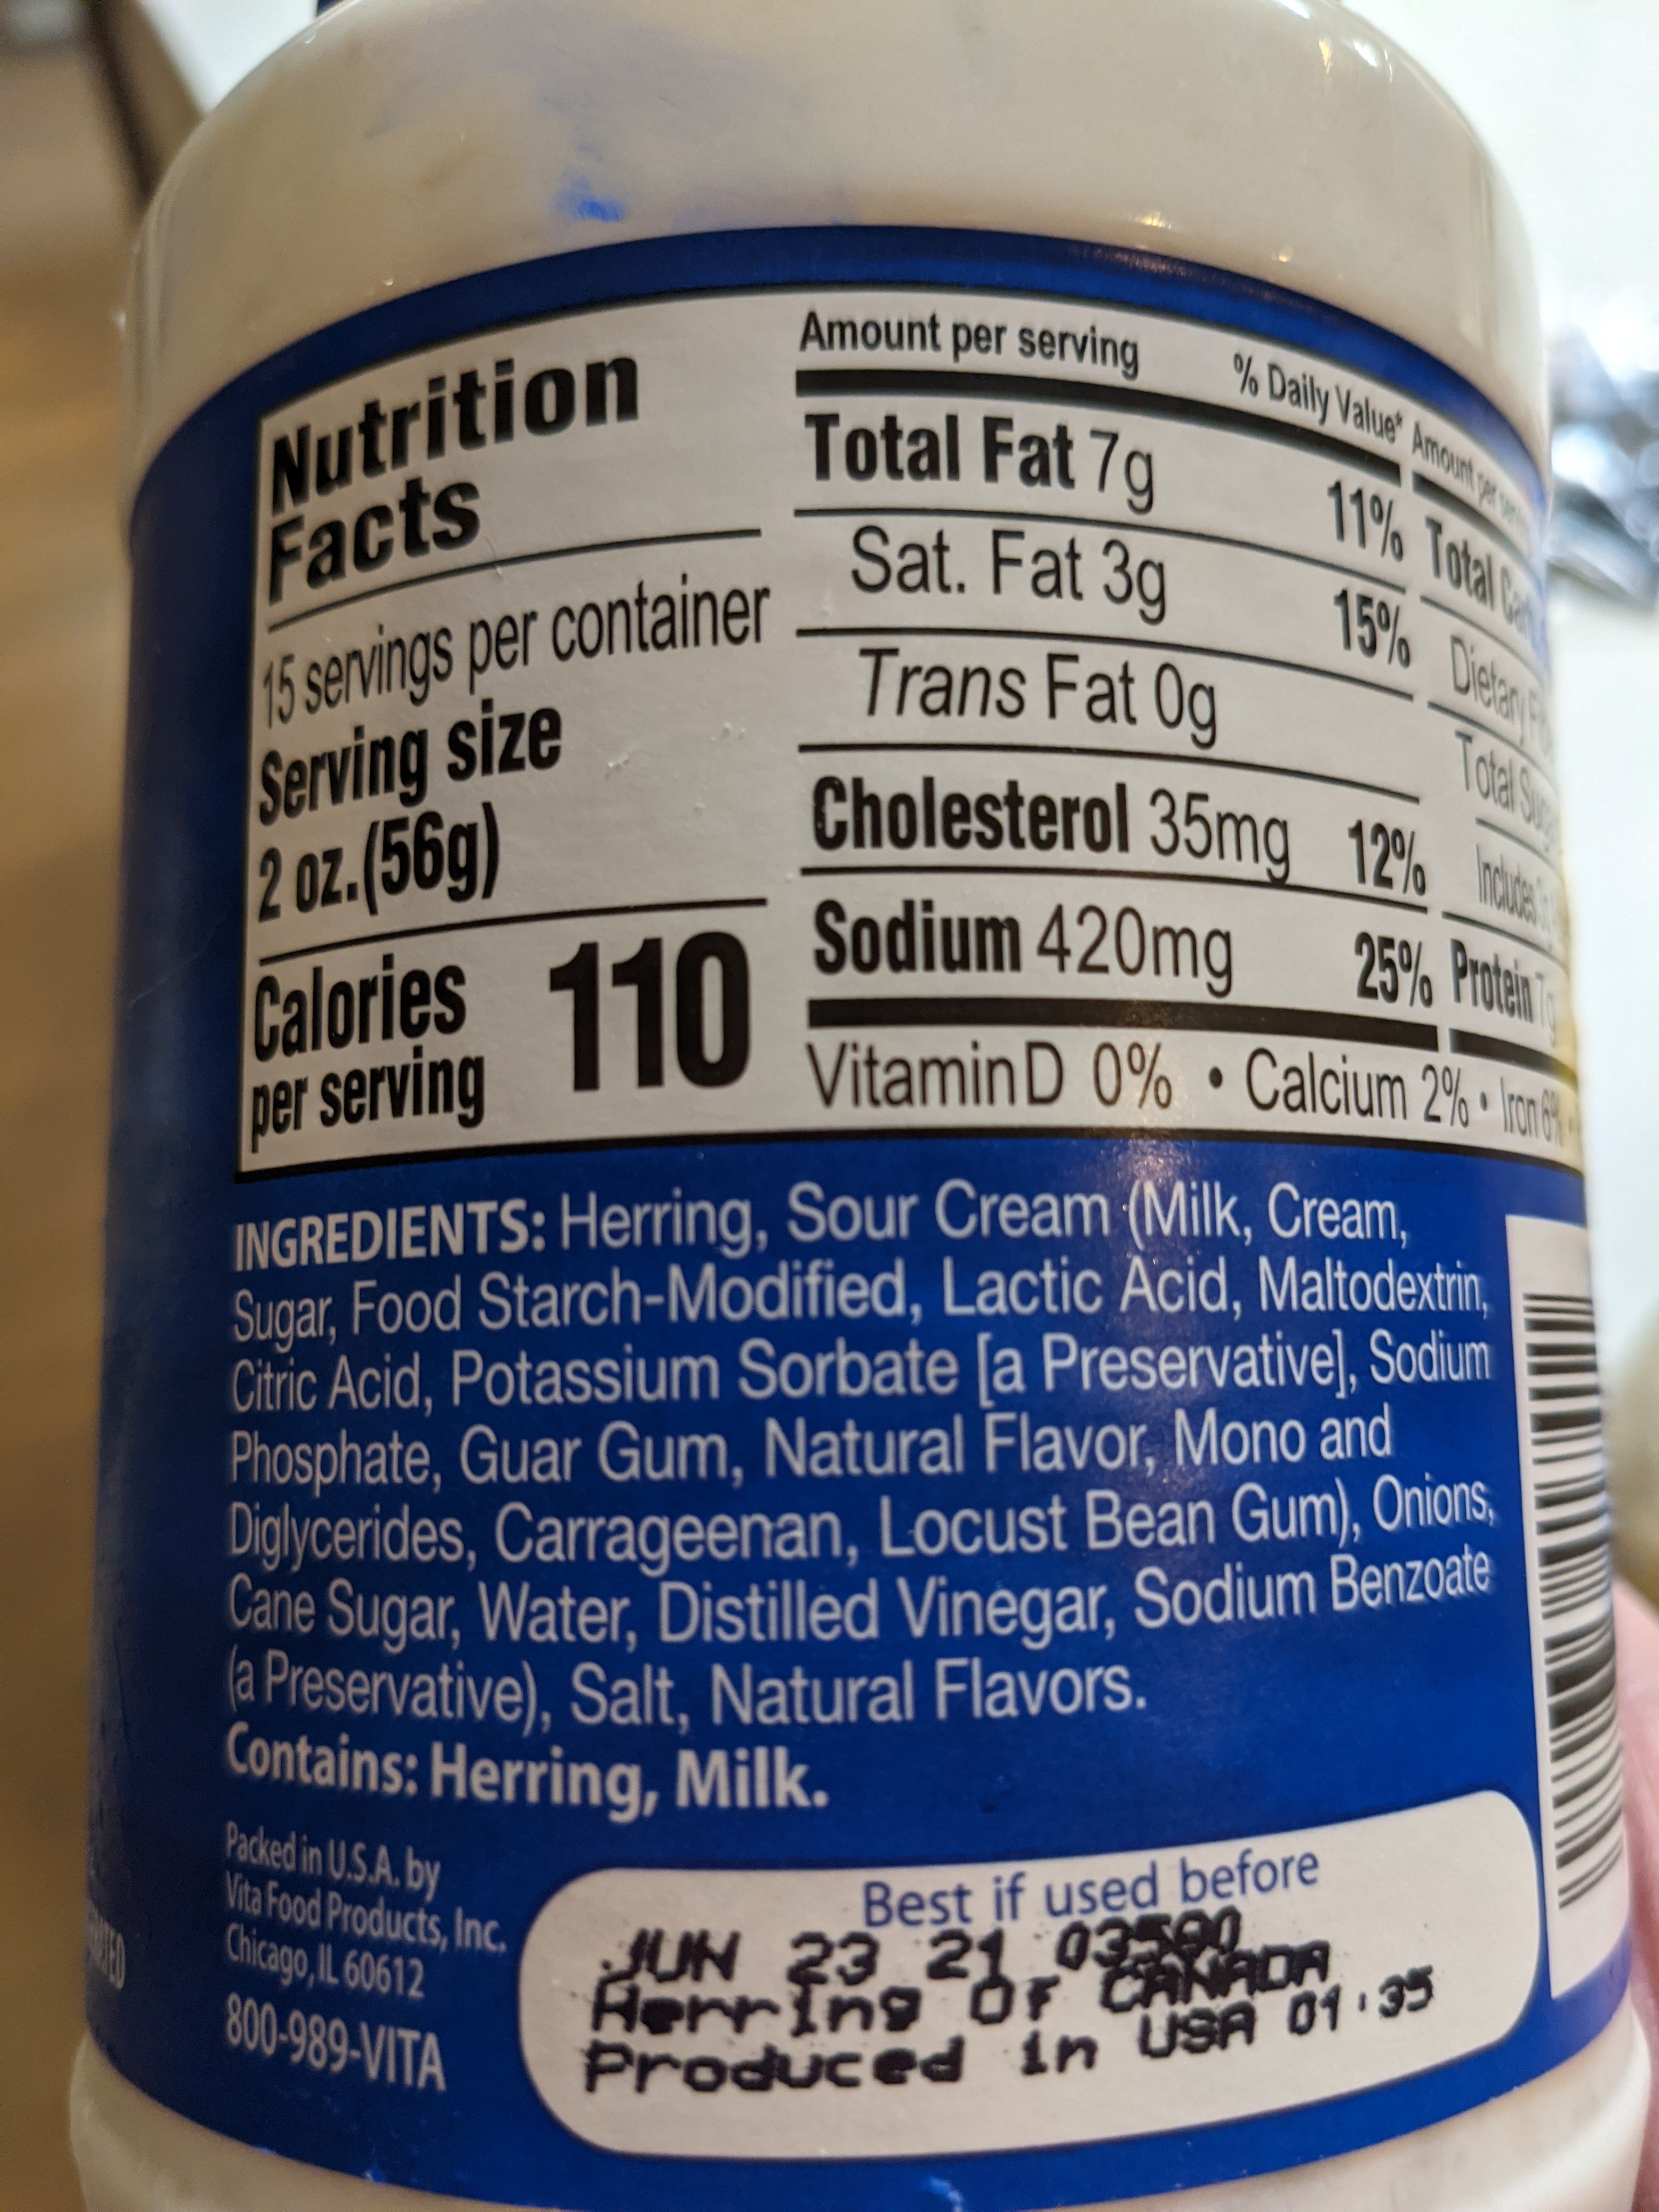 Nutrition
Facts
15 servings per container
Serving size
2 oz.(56g)
Calories
per serving
110
Amount per serving
% Daily Value*
Total Fat 7g 11%
Sat. Fat 3g 15%
Trans Fat 0g
Cholesterol 35mg 12%
Sodium 420mg 25%
Amount per
Total
Dietary
Total
Includes
Protein 7g
Vitamin D 0% • Calcium 2% • Iron 6%
INGREDIENTS: Herring, Sour Cream (Milk, Cream,
Sugar, Food Starch-Modified, Lactic Acid, Maltodextrin,
Citric Acid, Potassium Sorbate [a Preservative], Sodium
Phosphate, Guar Gum, Natural Flavor, Mono and
Diglycerides, Carrageenan, Locust Bean Gum), Onions,
Cane Sugar, Water, Distilled Vinegar, Sodium Benzoate
(a Preservative), Salt, Natural Flavors.
Contains: Herring, Milk.
Packed in U.S.A. by
Vita Food Products, Inc.
Chicago, IL 60612
800-989-VITA
Best if used before
JUN 23 21
Herring OF CANADA
Produced in USA 01:35